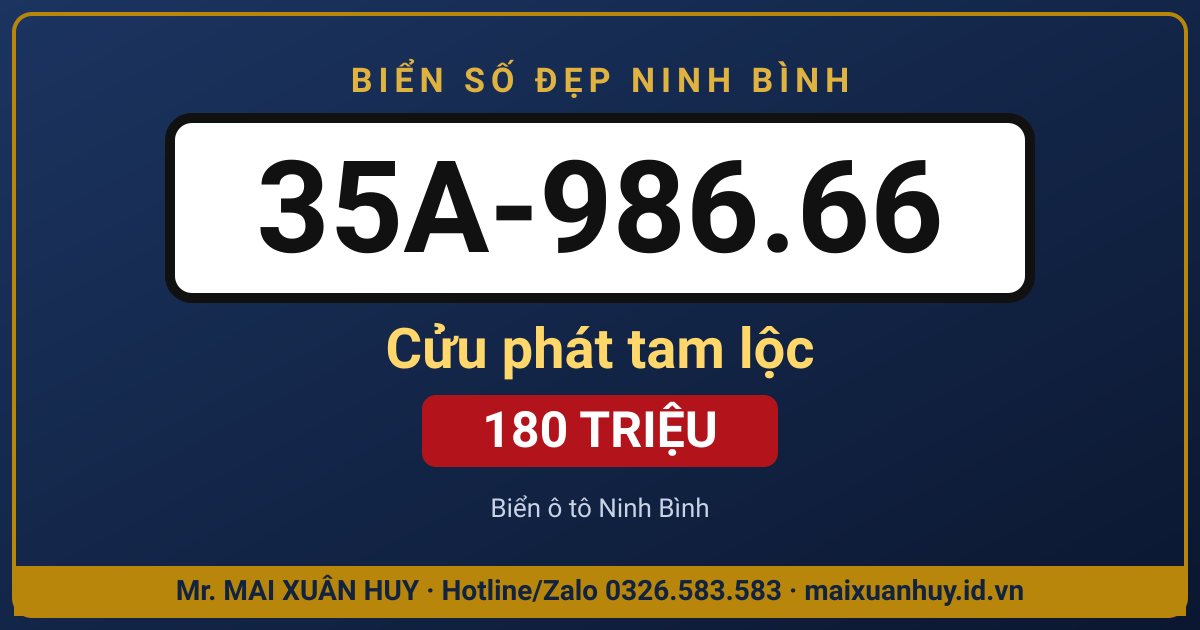 BIỂN SỐ ĐẸP NINH BÌNH
35A-986.66
Cửu phát tam lộc
180 TRIỆU
Biển ô tô Ninh Bình
Mr. MAI XUÂN HUY · Hotline/Zalo 0326.583.583 · maixuanhuy.id.vn